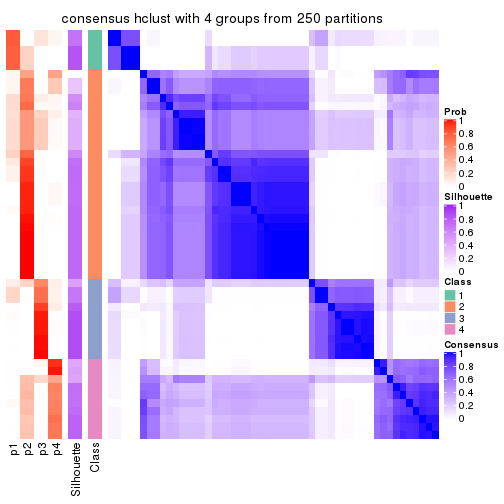 consensus hclust with 4 groups from 250 partitions
Prob
1
0.8
0.6
0.4
0.2
0
Silhouette
1
0.8
0.6
0.4
0.2
0
Class
1
2
3
4
Consensus
1
0.8
0.6
0.4
0.2
0
p1
p2
p3
p4
Silhouette
Class